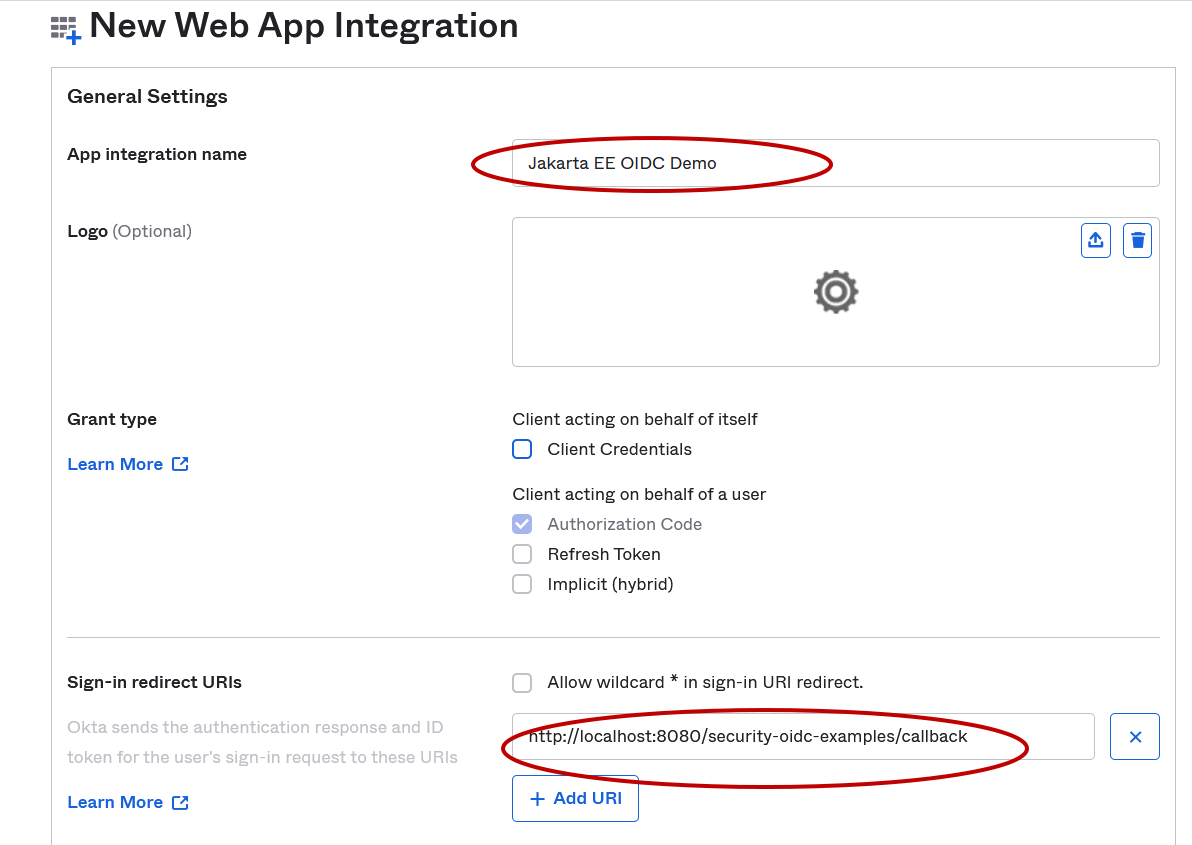 New Web App Integration
General Settings
App integration name
Jakarta EE OIDC Demo
Logo (Optional)
Grant type
Learn More
Client acting on behalf of itself
Client Credentials
Client acting on behalf of a user
Authorization Code
Refresh Token
Implicit (hybrid)
Sign-in redirect URIs
Okta sends the authentication response and ID
token for the user's sign-in request to these URIs
Learn More
Allow wildcard * in sign-in URI redirect.
http://localhost:8080/security-oidc-examples/callback
+ Add URI